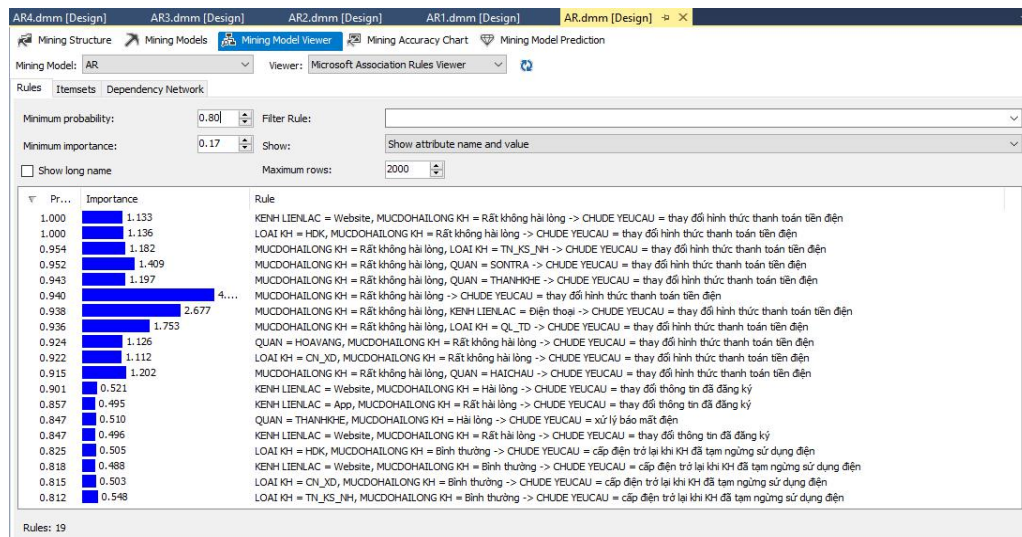 AR4.dmm [Design] AR3.dmm [Design] AR2.dmm [Design] AR1.dmm [Design] AR.dmm [Design]
Mining Structure Mining Models Mining Model Viewer Mining Accuracy Chart Mining Model Prediction
Mining Model: AR Viewer: Microsoft Association Rules Viewer
Rules Itemsets Dependency Network
Minimum probability: 0.80 Filter Rule:
Minimum importance: 0.17 Show: Show attribute name and value
Show long name Maximum rows: 2000
Pr... Importance Rule
1.000 1.133 KENH LIENLAC = Website, MUCDOHAILONG KH = Rất không hài lòng -> CHUDE YEUCAU = thay đổi hình thức thanh toán tiền điện
1.000 1.136 LOAI KH = HDK, MUCDOHAILONG KH = Rất không hài lòng -> CHUDE YEUCAU = thay đổi hình thức thanh toán tiền điện
0.954 1.182 MUCDOHAILONG KH = Rất không hài lòng, LOAI KH = TN_KS_NH -> CHUDE YEUCAU = thay đổi hình thức thanh toán tiền điện
0.952 1.409 MUCDOHAILONG KH = Rất không hài lòng, QUAN = SONTRA -> CHUDE YEUCAU = thay đổi hình thức thanh toán tiền điện
0.943 1.197 MUCDOHAILONG KH = Rất không hài lòng, QUAN = THANHKHE -> CHUDE YEUCAU = thay đổi hình thức thanh toán tiền điện
0.940 4.... MUCDOHAILONG KH = Rất không hài lòng -> CHUDE YEUCAU = thay đổi hình thức thanh toán tiền điện
0.938 2.677 MUCDOHAILONG KH = Rất không hài lòng, KENH LIENLAC = Điện thoại -> CHUDE YEUCAU = thay đổi hình thức thanh toán tiền điện
0.936 1.753 MUCDOHAILONG KH = Rất không hài lòng, LOAI KH = QL_TD -> CHUDE YEUCAU = thay đổi hình thức thanh toán tiền điện
0.924 1.126 QUAN = HOAVANG, MUCDOHAILONG KH = Rất không hài lòng -> CHUDE YEUCAU = thay đổi hình thức thanh toán tiền điện
0.922 1.112 LOAI KH = CN_XD, MUCDOHAILONG KH = Rất không hài lòng -> CHUDE YEUCAU = thay đổi hình thức thanh toán tiền điện
0.915 1.202 MUCDOHAILONG KH = Rất không hài lòng, QUAN = HAICHAU -> CHUDE YEUCAU = thay đổi hình thức thanh toán tiền điện
0.901 0.521 KENH LIENLAC = Website, MUCDOHAILONG KH = Hài lòng -> CHUDE YEUCAU = thay đổi thông tin đã đăng ký
0.857 0.495 KENH LIENLAC = App, MUCDOHAILONG KH = Rất hài lòng -> CHUDE YEUCAU = thay đổi thông tin đã đăng ký
0.847 0.510 QUAN = THANHKHE, MUCDOHAILONG KH = Hài lòng -> CHUDE YEUCAU = xử lý báo mất điện
0.847 0.496 KENH LIENLAC = Website, MUCDOHAILONG KH = Rất hài lòng -> CHUDE YEUCAU = thay đổi thông tin đã đăng ký
0.825 0.505 LOAI KH = HDK, MUCDOHAILONG KH = Bình thường -> CHUDE YEUCAU = cấp điện trở lại khi KH đã tạm ngừng sử dụng điện
0.818 0.488 KENH LIENLAC = Website, MUCDOHAILONG KH = Bình thường -> CHUDE YEUCAU = cấp điện trở lại khi KH đã tạm ngừng sử dụng điện
0.815 0.503 LOAI KH = CN_XD, MUCDOHAILONG KH = Bình thường -> CHUDE YEUCAU = cấp điện trở lại khi KH đã tạm ngừng sử dụng điện
0.812 0.548 LOAI KH = TN_KS_NH, MUCDOHAILONG KH = Bình thường -> CHUDE YEUCAU = cấp điện trở lại khi KH đã tạm ngừng sử dụng điện
Rules: 19